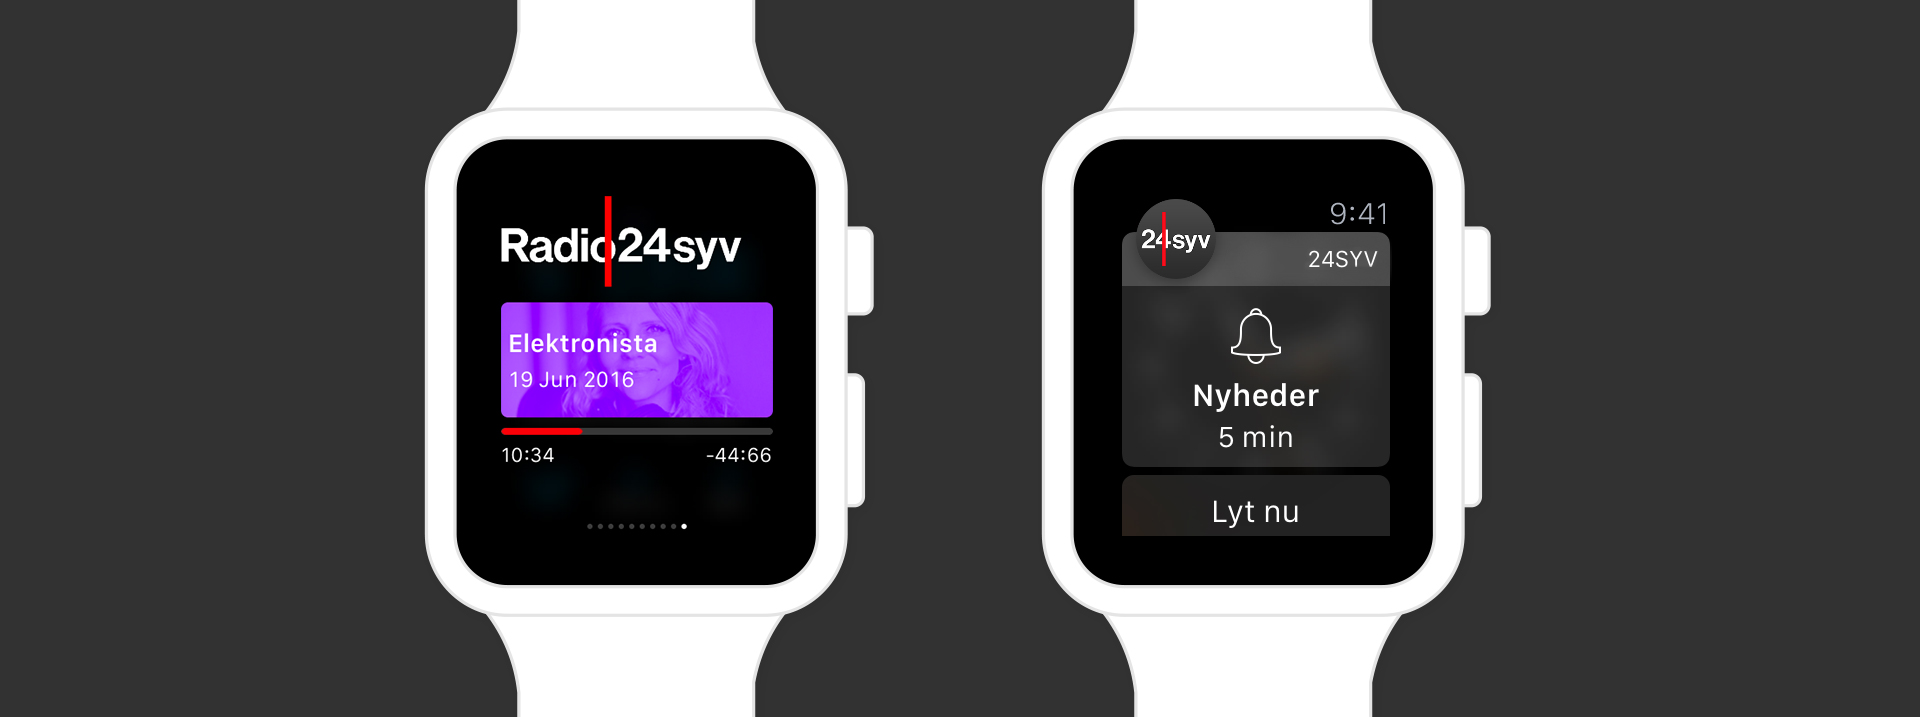 Radio24syv
Elektronista
19 Jun 2016
10:34
-44:66
9:41
24syv
24SYV
Nyheder
5 min
Lyt nu